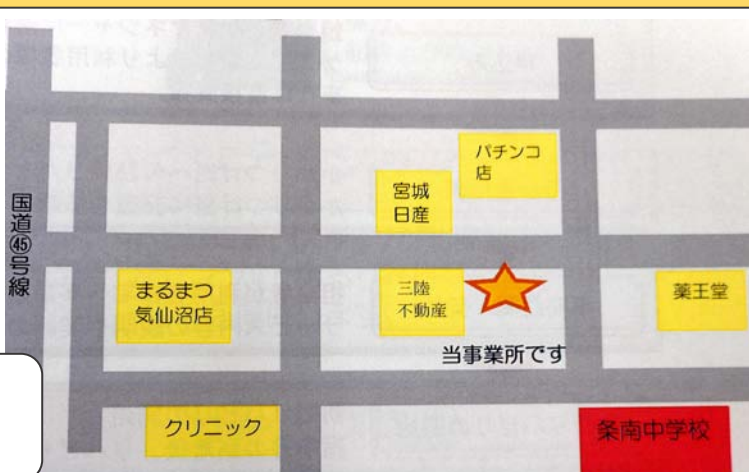 国道㊺号線
パチンコ
店
宮城
日産
まるまつ
気仙沼店
三陸
不動産
薬王堂
当事業所です
クリニック
条南中学校